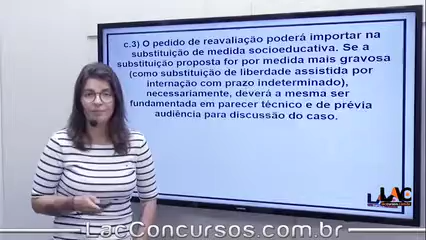 c.3) O pedido de reavaliação poderá importar na
substituição de medida socioeducativa. Se a
substituição proposta for por medida mais gravosa
(como substituição de liberdade assistida por
internação com prazo indeterminado),
necessariamente, deverá a mesma ser
fundamentada em parecer técnico e de prévia
audiência para discussão do caso.
LAC
LacConcursos.com.br